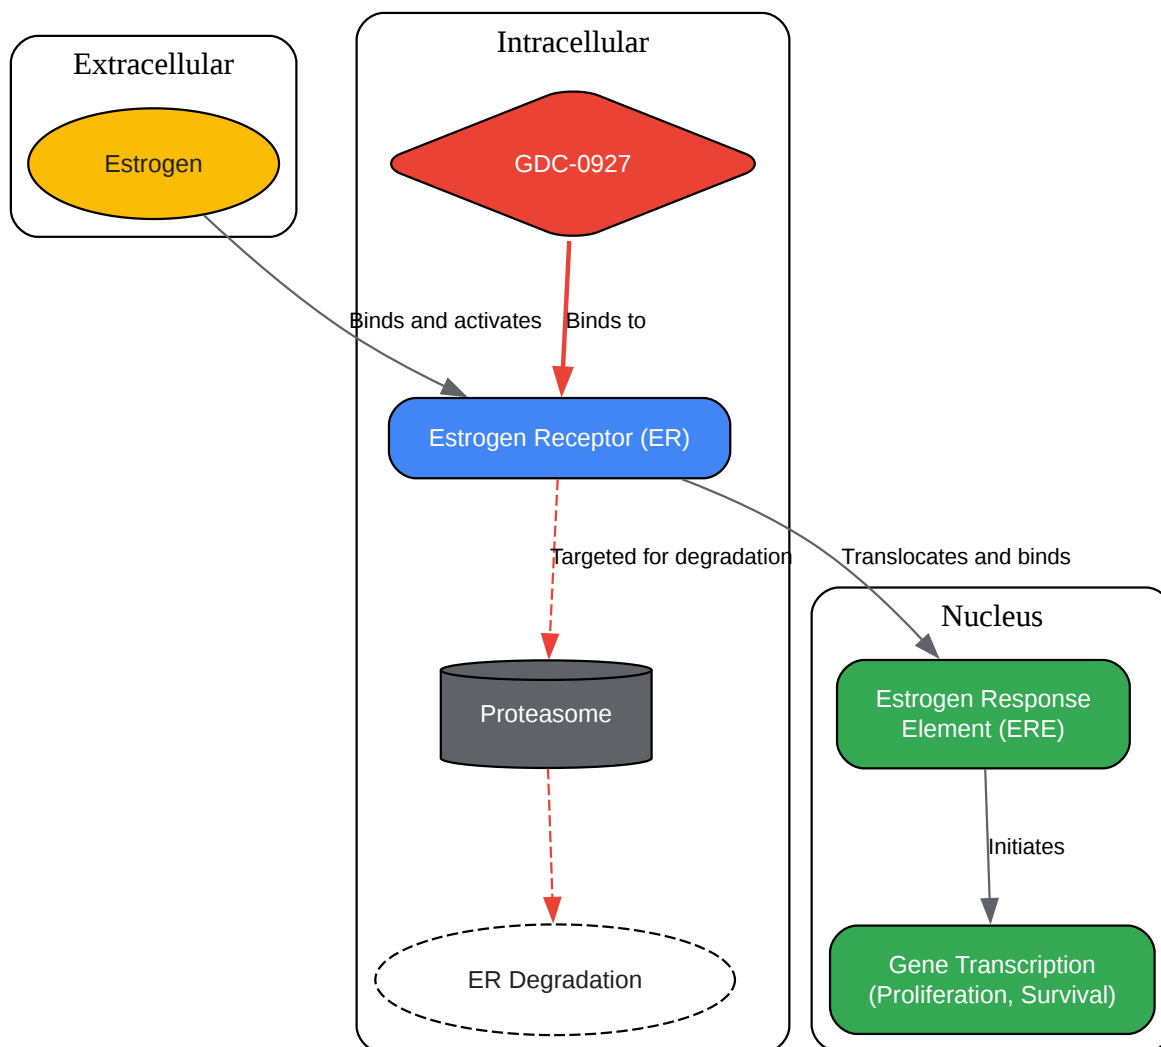 Extracellular
Estrogen
Intracellular
GDC-0927
Binds and activates
Binds to
Estrogen Receptor (ER)
Targeted for degradation
Translocates and binds
Proteasome
ER Degradation
Nucleus
Estrogen Response
Element (ERE)
Initiates
Gene Transcription
(Proliferation, Survival)